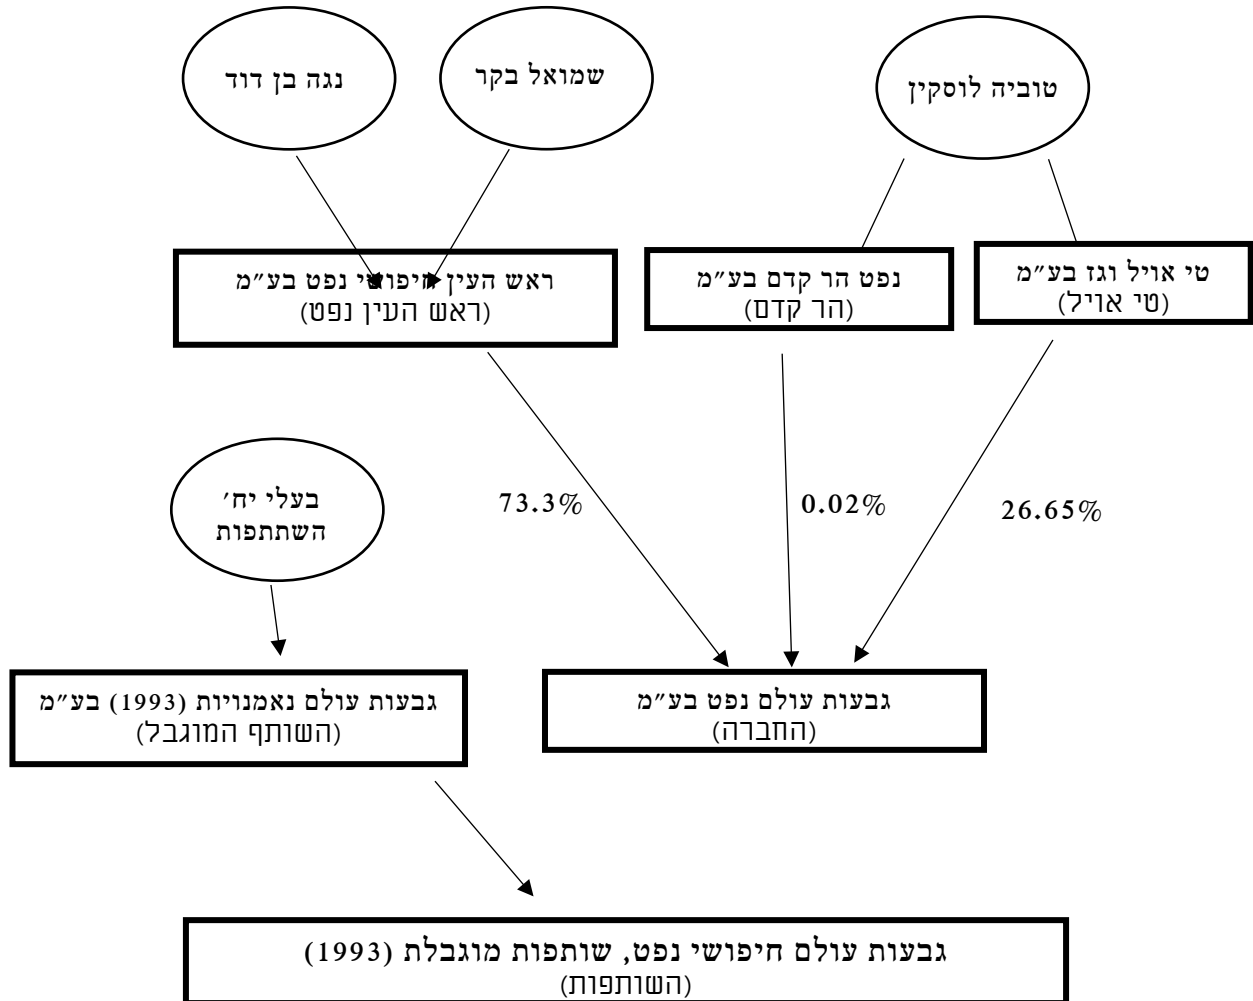 נגה בן דוד
שמואל בקר
טוביה לוסקין
ראש העין חיפושי נפט בע״מ
(ראש העין נפט)
נפט הר קדם בע״מ
(הר קדם)
טי אויל וגז בע״מ
(טי אויל)
בעלי יח׳
השתתפות
73.3%
0.02%
26.65%
גבעות עולם נאמנויות (1993) בע״מ
(השותף המוגבל)
גבעות עולם נפט בע״מ
(החברה)
גבעות עולם חיפושי נפט, שותפות מוגבלת (1993)
(השותפות)